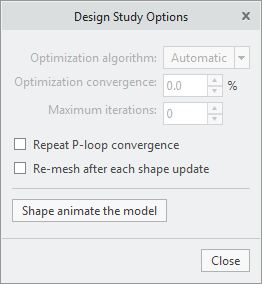 Design Study Options
Optimization algorithm: Automatic
Optimization convergence: 0.0 %
Maximum iterations: 0
Repeat P-loop convergence
Re-mesh after each shape update
Shape animate the model
Close